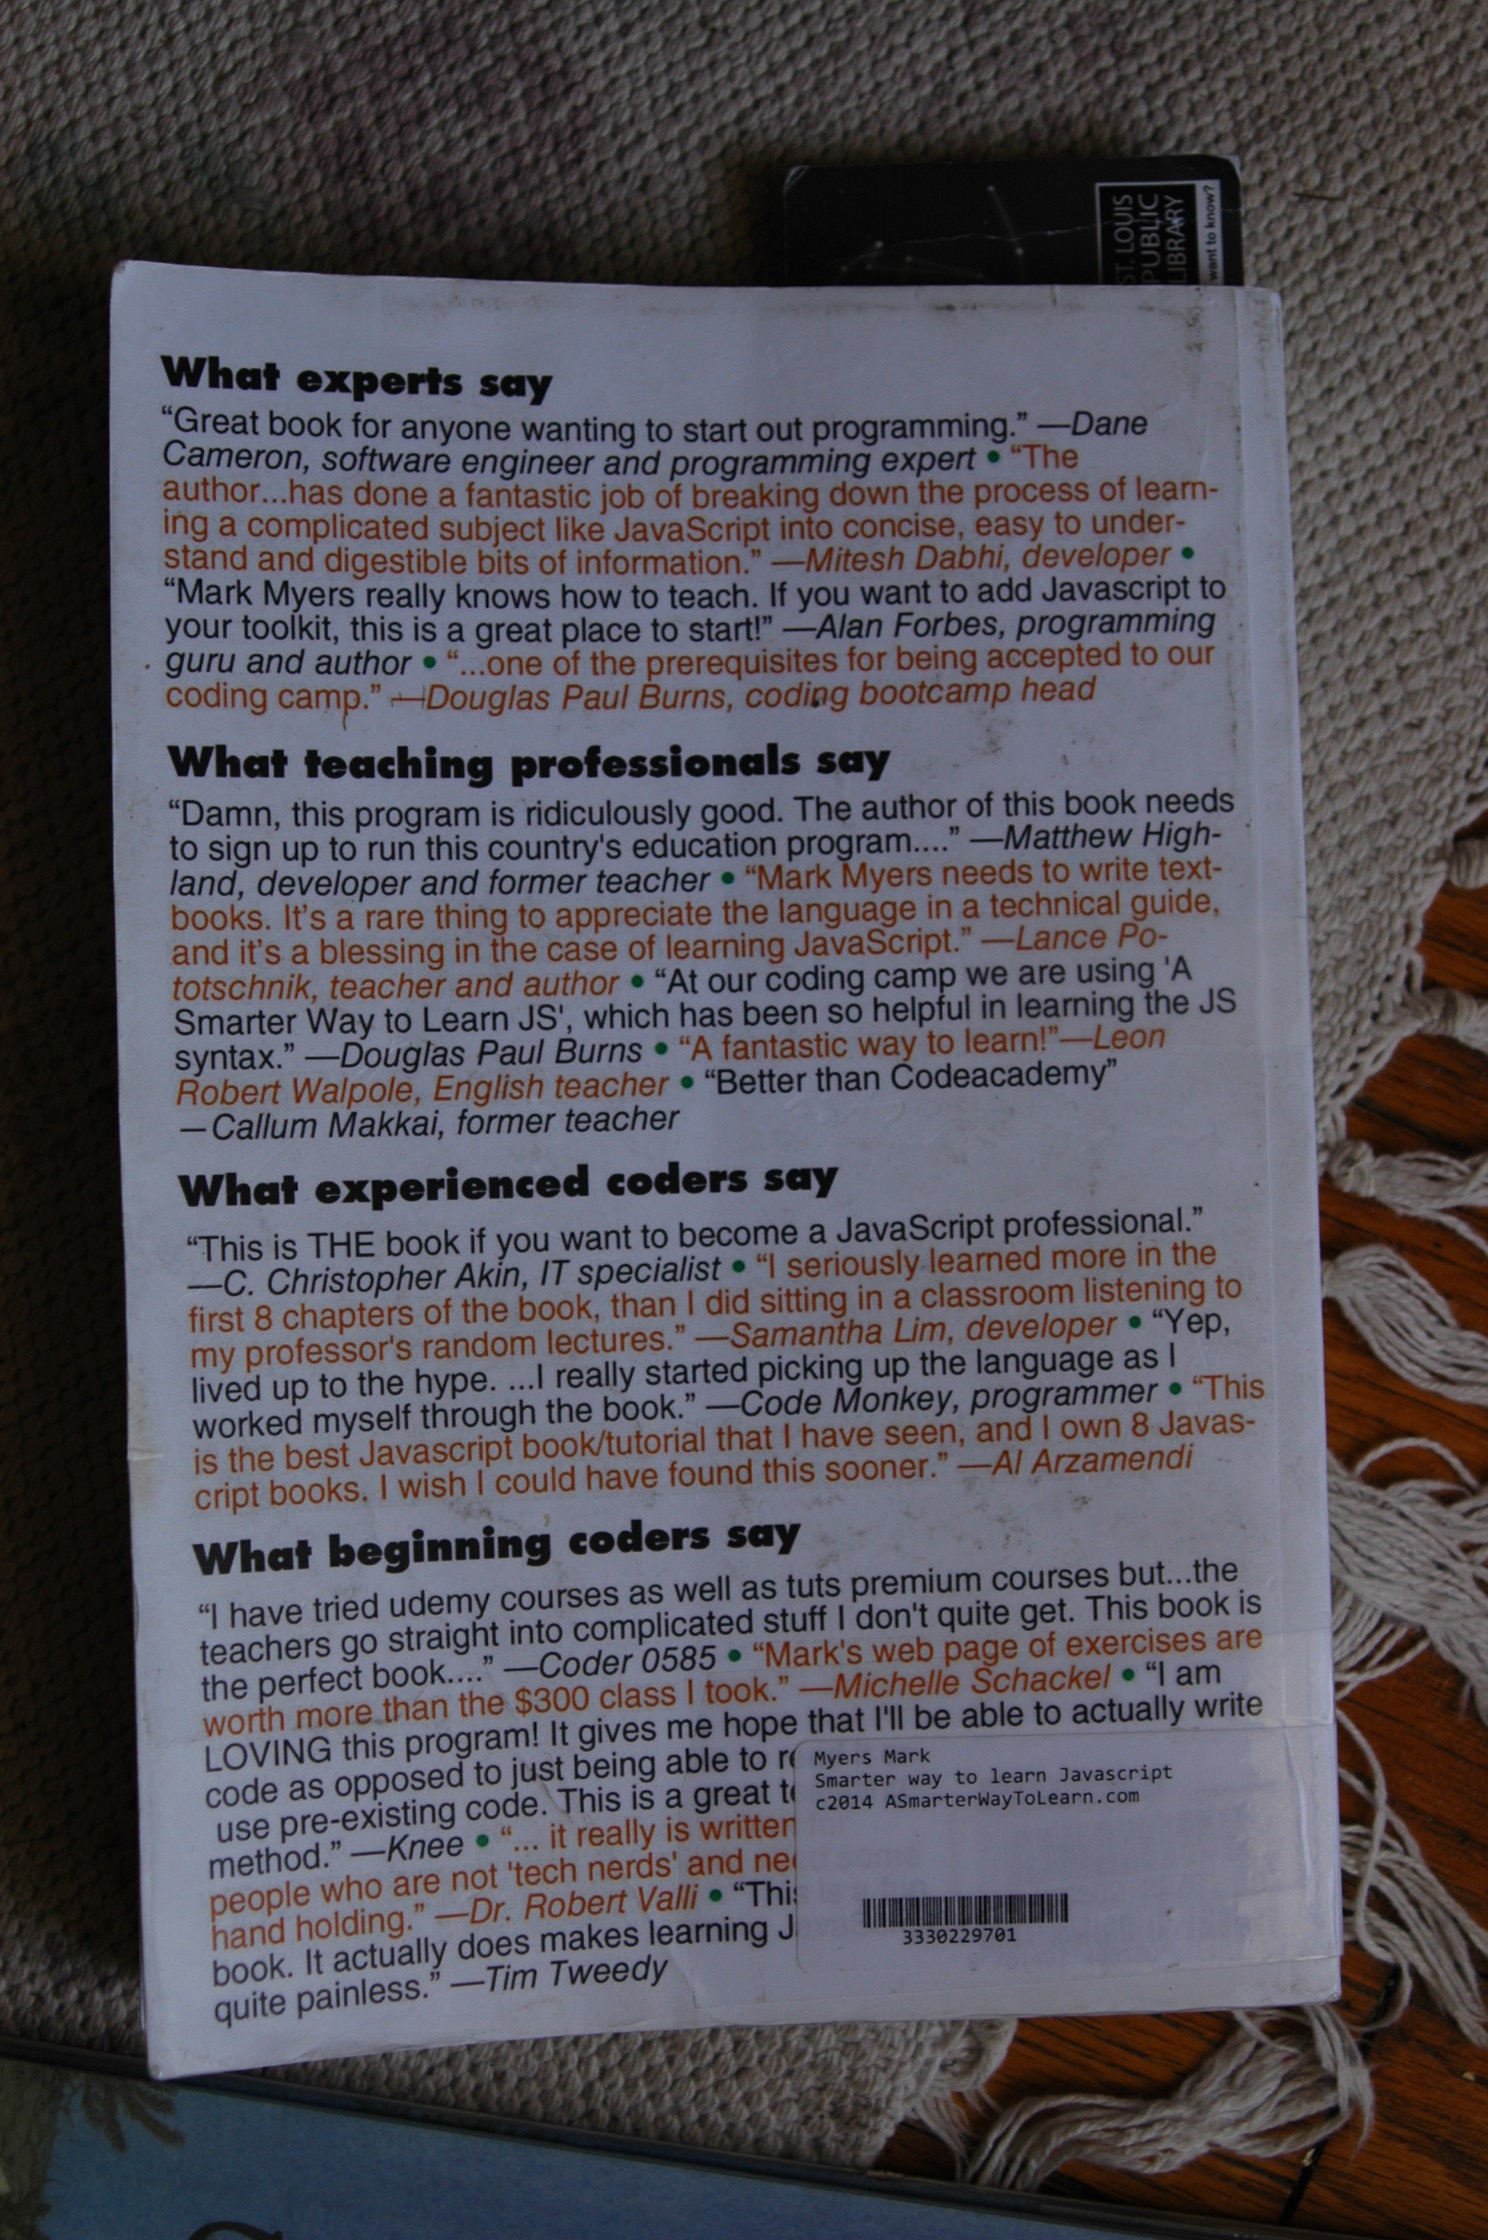 ST. LOUIS
PUBLIC
LIBRARY
want to know?
What experts say
“Great book for anyone wanting to start out programming.” —Dane
Cameron, software engineer and programming expert • “The
author...has done a fantastic job of breaking down the process of learn-
ing a complicated subject like JavaScript into concise, easy to under-
stand and digestible bits of information.” —Mitesh Dabhi, developer •
“Mark Myers really knows how to teach. If you want to add Javascript to
your toolkit, this is a great place to start!” —Alan Forbes, programming
guru and author • “...one of the prerequisites for being accepted to our
coding camp.” —Douglas Paul Burns, coding bootcamp head
What teaching professionals say
“Damn, this program is ridiculously good. The author of this book needs
to sign up to run this country's education program....” —Matthew High-
land, developer and former teacher • “Mark Myers needs to write text-
books. It’s a rare thing to appreciate the language in a technical guide,
and it’s a blessing in the case of learning JavaScript.” —Lance Po-
totschnik, teacher and author • “At our coding camp we are using 'A
Smarter Way to Learn JS', which has been so helpful in learning the JS
syntax.” —Douglas Paul Burns • “A fantastic way to learn!”—Leon
Robert Walpole, English teacher • “Better than Codeacademy”
—Callum Makkai, former teacher
What experienced coders say
“This is THE book if you want to become a JavaScript professional.”
—C. Christopher Akin, IT specialist • “I seriously learned more in the
first 8 chapters of the book, than I did sitting in a classroom listening to
my professor's random lectures.” —Samantha Lim, developer • “Yep,
lived up to the hype. ...I really started picking up the language as I
worked myself through the book.” —Code Monkey, programmer • “This
is the best Javascript book/tutorial that I have seen, and I own 8 Javas-
cript books. I wish I could have found this sooner.” —Al Arzamendi
What beginning coders say
“I have tried udemy courses as well as tuts premium courses but...the
teachers go straight into complicated stuff I don't quite get. This book is
the perfect book....” —Coder 0585 • “Mark's web page of exercises are
worth more than the $300 class I took.” —Michelle Schackel • “I am
LOVING this program! It gives me hope that I'll be able to actually write
code as opposed to just being able to
use pre-existing code. This is a great
method.” —Knee • “... it really is written
people who are not 'tech nerds' and
hand holding.” —Dr. Robert Valli • “This
book. It actually does makes learning
quite painless.” —Tim Tweedy
Myers Mark
Smarter way to learn Javascript
c2014 ASmarterWayToLearn.com
3330229701